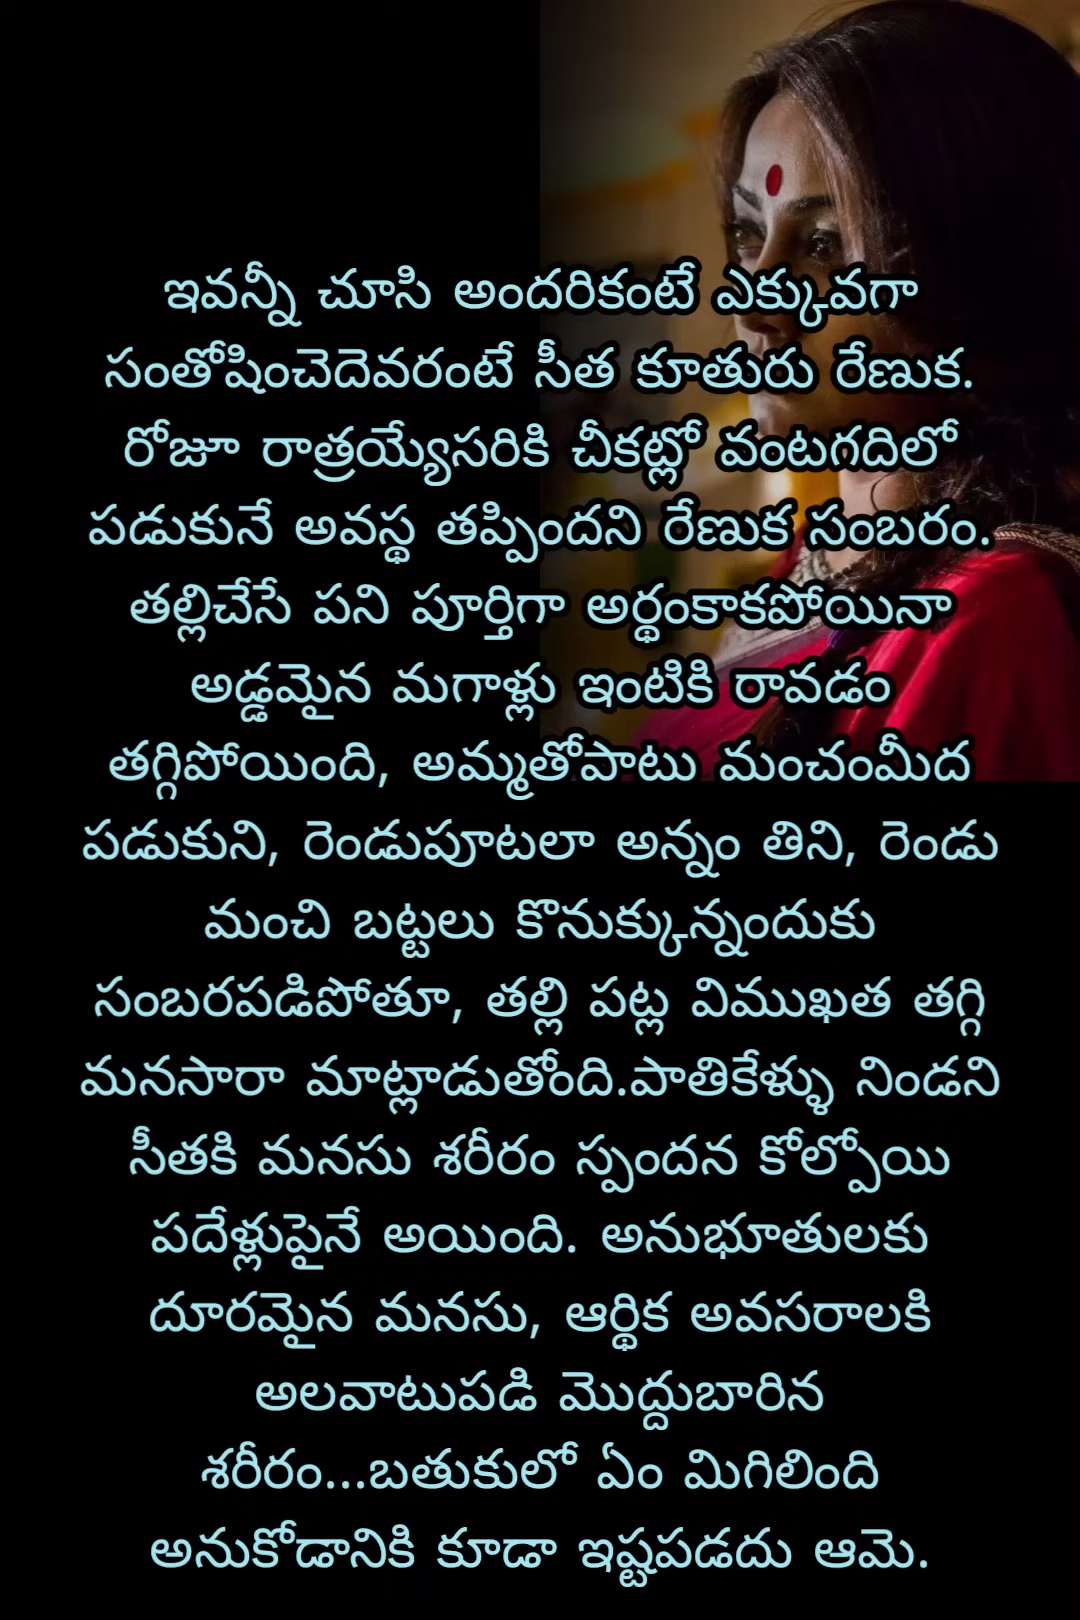 ఇవన్నీ చూసి అందరికంటే ఎక్కువగా
సంతోషించెదెవరంటే సీత కూతురు రేణుక.
రోజూ రాత్రయ్యేసరికి చీకట్లో వంటగదిలో
పడుకునే అవస్థ తప్పిందని రేణుక సంబరం.
తల్లిచేసే పని పూర్తిగా అర్థంకాకపోయినా
అడ్డమైన మగాళ్లు ఇంటికి రావడం
తగ్గిపోయింది, అమ్మతోపాటు మంచంమీద
పడుకుని, రెండుపూటలా అన్నం తిని, రెండు
మంచి బట్టలు కొనుక్కున్నందుకు
సంబరపడిపోతూ, తల్లి పట్ల విముఖత తగ్గి
మనసారా మాట్లాడుతోంది.పాతికేళ్ళు నిండని
సీతకి మనసు శరీరం స్పందన కోల్పోయి
పదేళ్లుపైనే అయింది. అనుభూతులకు
దూరమైన మనసు, ఆర్థిక అవసరాలకి
అలవాటుపడి మొద్దుబారిన
శరీరం...బతుకులో ఏం మిగిలింది
అనుకోడానికి కూడా ఇష్టపడదు ఆమె.